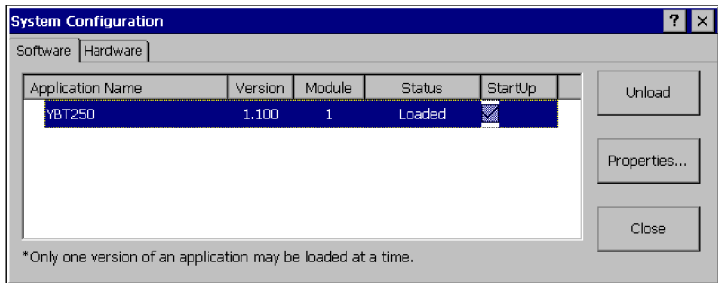 System Configuration ? ×
Software Hardware
Application Name Version Module Status StartUp
YBT250 1.100 1 Loaded
Unload
Properties...
Close
*Only one version of an application may be loaded at a time.